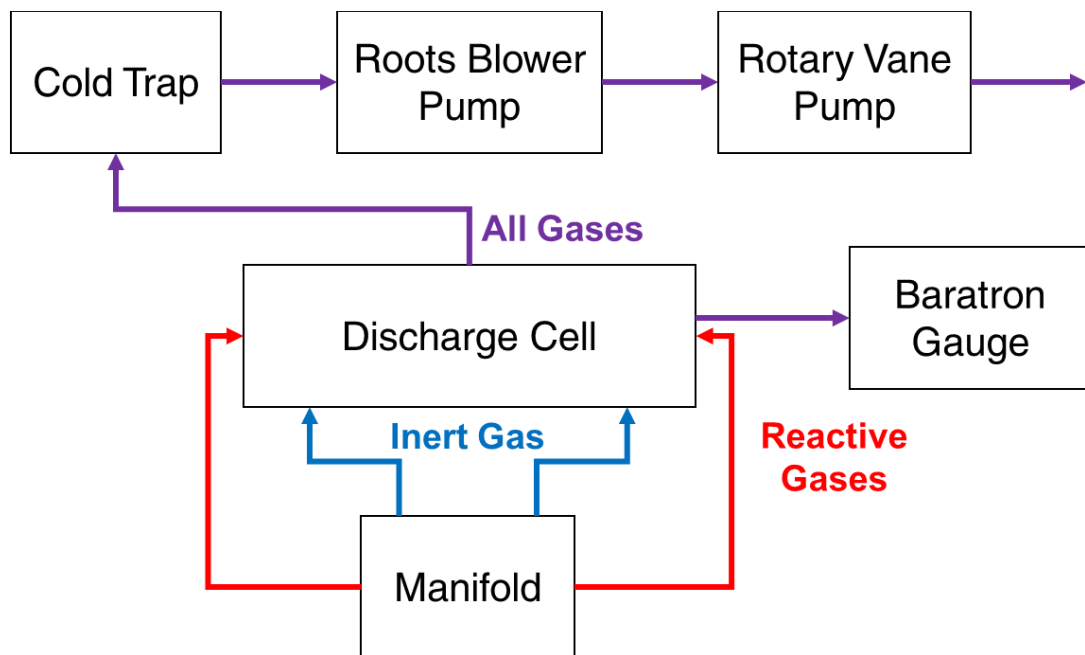 Cold Trap
Roots Blower
Pump
Rotary Vane
Pump
All Gases
Discharge Cell
Baratron
Gauge
Inert Gas
Reactive
Gases
Manifold